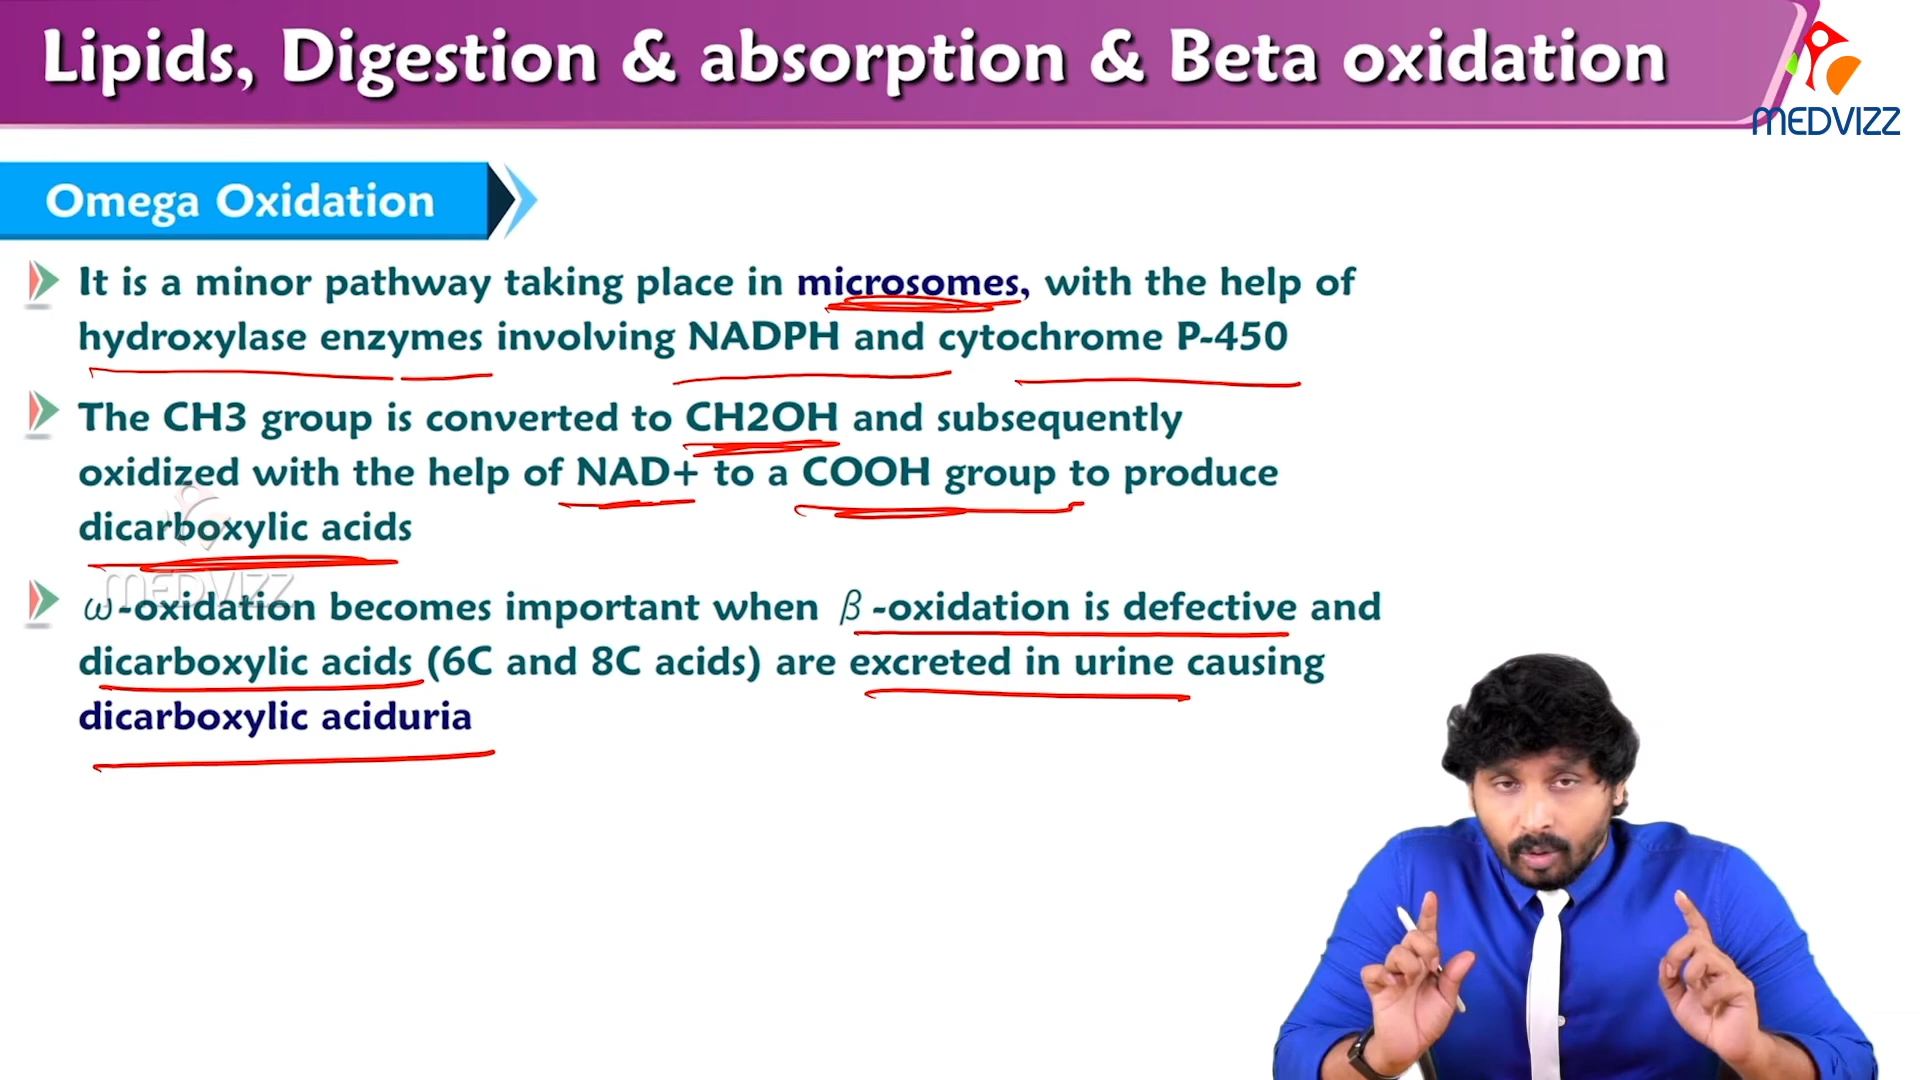 Lipids, Digestion & absorption & Beta oxidation
MEDVIZZ
Omega Oxidation
It is a minor pathway taking place in microsomes, with the help of
hydroxylase enzymes involving NADPH and cytochrome P-450
The CH3 group is converted to CH2OH and subsequently
oxidized with the help of NAD+ to a COOH group to produce
dicarboxylic acids
MEDVIZZ
ω-oxidation becomes important when β-oxidation is defective and
dicarboxylic acids (6C and 8C acids) are excreted in urine causing
dicarboxylic aciduria